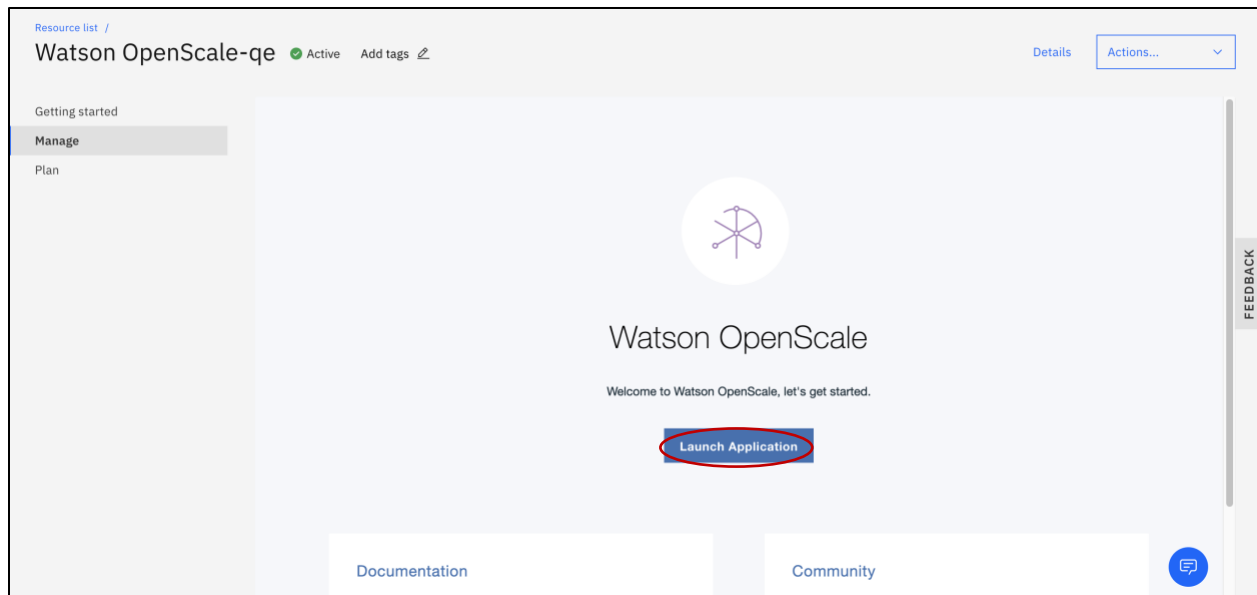 Resource list /
Watson OpenScale-qe Active Add tags
Details Actions...
Getting started
Manage
Plan
Watson OpenScale
Welcome to Watson OpenScale, let's get started.
Launch Application
FEEDBACK
Documentation Community